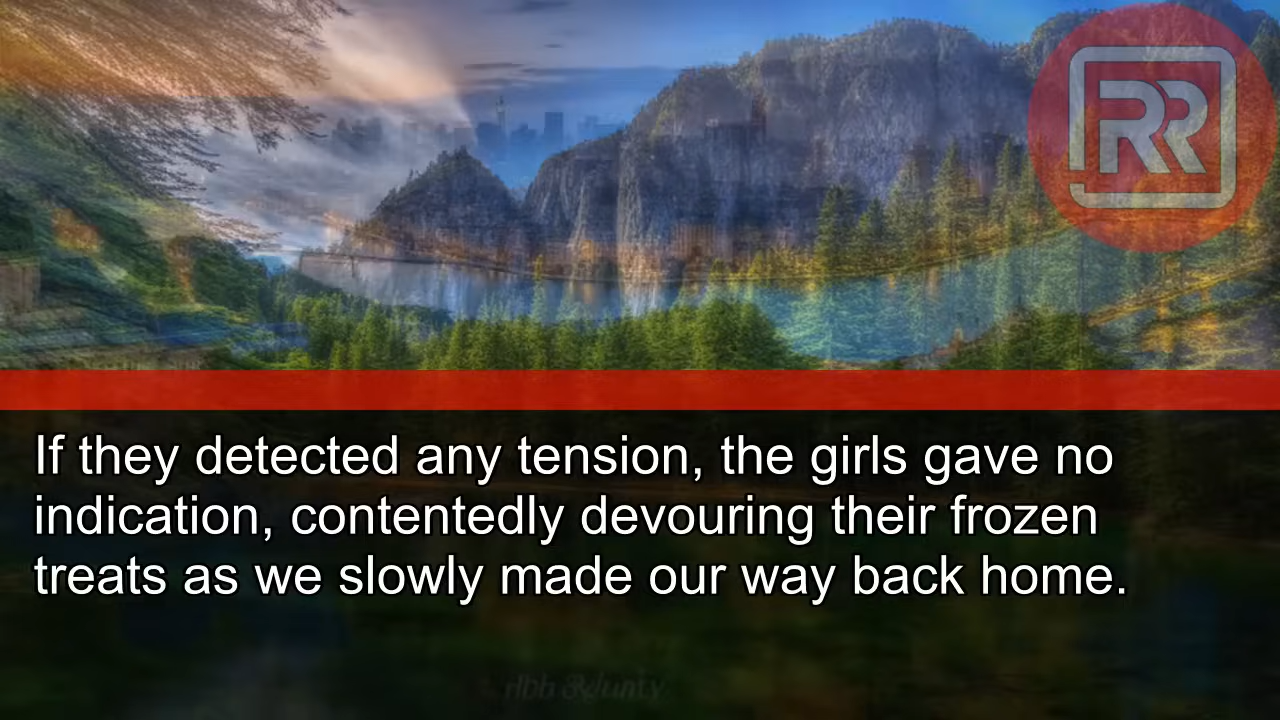 RR
If they detected any tension, the girls gave no
indication, contentedly devouring their frozen
treats as we slowly made our way back home.